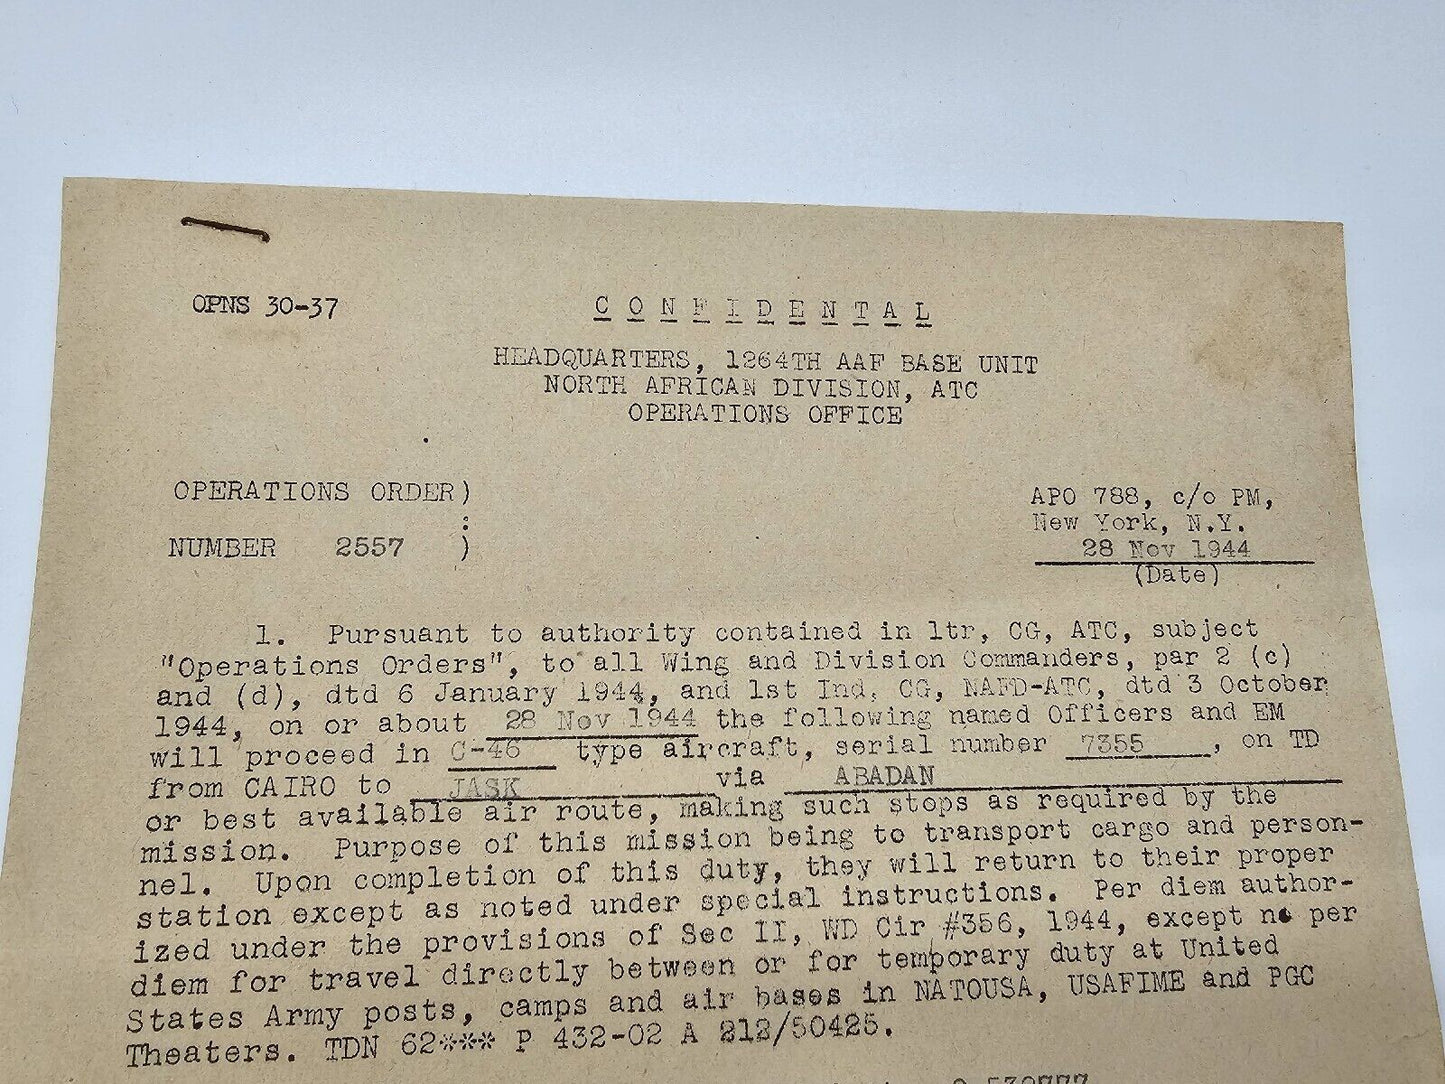 OPNS 30-37
C O N F I D E N T A L
HEADQUARTERS, 1264TH AAF BASE UNIT
NORTH AFRICAN DIVISION, ATC
OPERATIONS OFFICE
OPERATIONS ORDER)
:
NUMBER 2557 )
APO 788, c/o PM,
New York, N.Y.
28 Nov 1944
(Date)
1. Pursuant to authority contained in ltr, CG, ATC, subject
"Operations Orders", to all Wing and Division Commanders, par 2 (c)
and (d), dtd 6 January 1944, and 1st Ind, CG, NAFD-ATC, dtd 3 October
1944, on or about 28 Nov 1944 the following named Officers and EM
will proceed in C-46 type aircraft, serial number 7355, on TD
from CAIRO to JASK via ABADAN
or best available air route, making such stops as required by the
mission. Purpose of this mission being to transport cargo and person-
nel. Upon completion of this duty, they will return to their proper
station except as noted under special instructions. Per diem author-
ized under the provisions of Sec II, WD Cir #356, 1944, except no per
diem for travel directly between or for temporary duty at United
States Army posts, camps and air bases in NATOUSA, USAFIME and PGC
Theaters. TDN 62*** P 432-02 A 212/50425.